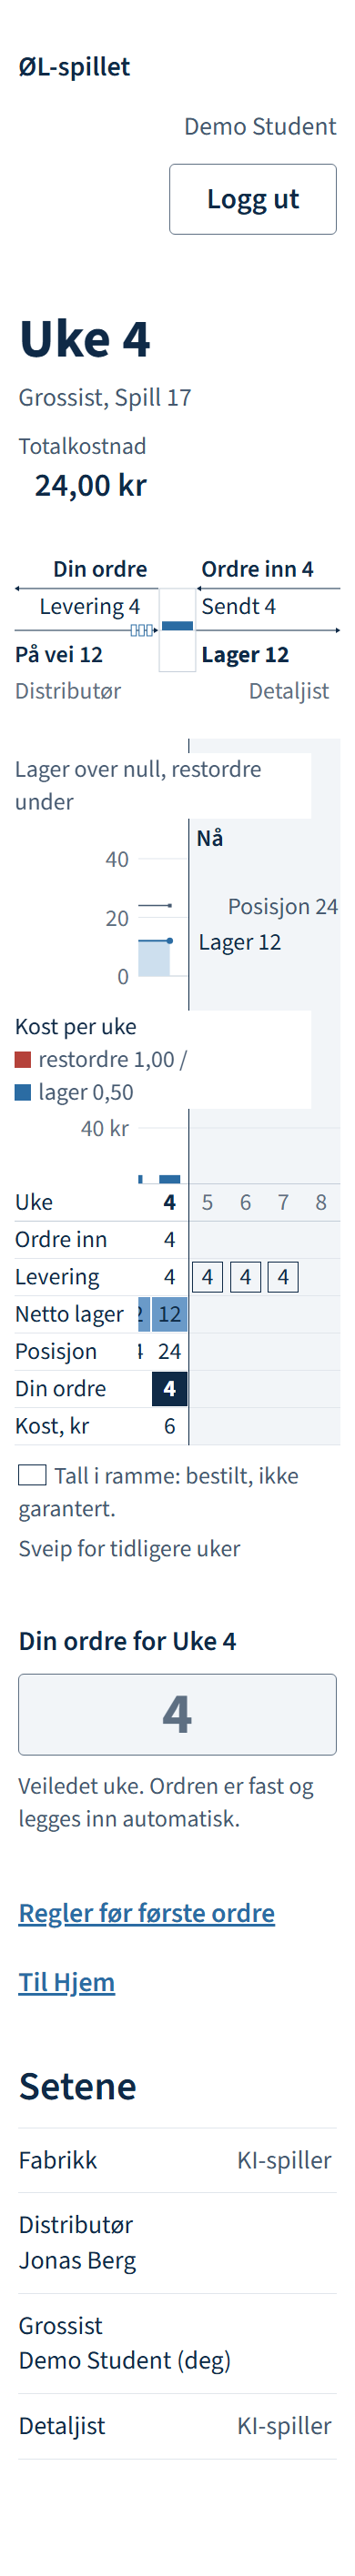 ØL-spillet
Demo Student
Logg ut
Uke 4
Grossist, Spill 17
Totalkostnad
24,00 kr
Din ordre Ordre inn 4
Levering 4 Sendt 4
På vei 12 Lager 12
Distributør Detaljist
Lager over null, restordre
under
Nå
40
Posisjon 24
20
Lager 12
0
Kost per uke
restordre 1,00 /
lager 0,50
40 kr
Uke 4 5 6 7 8
Ordre inn 4
Levering 4 4 4 4
Netto lager 12
Posisjon 24
Din ordre 4
Kost, kr 6
Tall i ramme: bestilt, ikke
garantert.
Sveip for tidligere uker
Din ordre for Uke 4
4
Veiledet uke. Ordren er fast og
legges inn automatisk.
Regler før første ordre
Til Hjem
Setene
Fabrikk KI-spiller
Distributør
Jonas Berg
Grossist
Demo Student (deg)
Detaljist KI-spiller